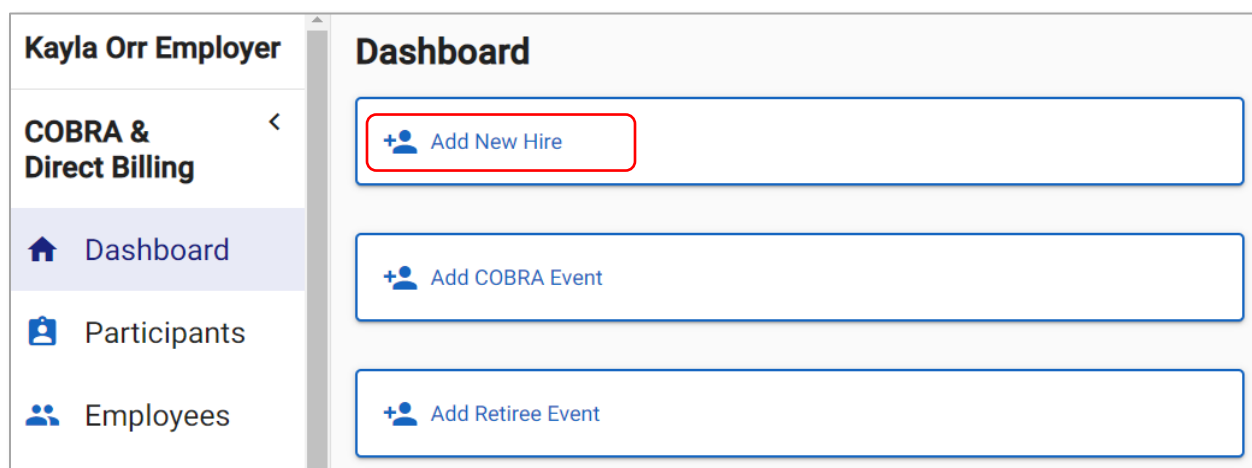 Kayla Orr Employer
COBRA &
Direct Billing
Dashboard
Participants
Employees
Dashboard
Add New Hire
Add COBRA Event
Add Retiree Event